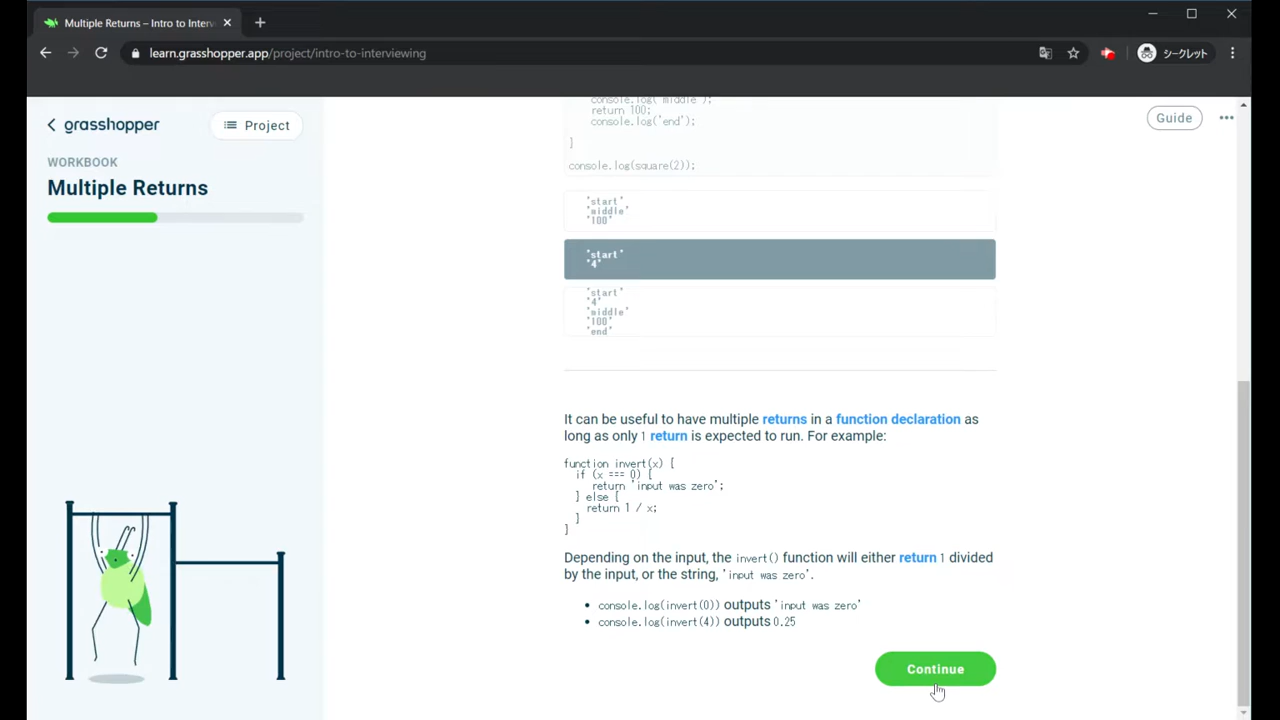 Multiple Returns – Intro to Interv
learn.grasshopper.app/project/intro-to-interviewing
シークレット
grasshopper
Project
WORKBOOK
Multiple Returns
Guide
console.log('middle');
return 100;
console.log('end');
}
console.log(square(2));
'start'
'middle'
'100'
'start'
'4'
'start'
'4'
'middle'
'100'
'end'
It can be useful to have multiple returns in a function declaration as
long as only 1 return is expected to run. For example:
function invert(x) {
if (x === 0) {
return 'input was zero';
} else {
return 1 / x;
}
}
Depending on the input, the invert() function will either return 1 divided
by the input, or the string, 'input was zero'.
• console.log(invert(0)) outputs 'input was zero'
• console.log(invert(4)) outputs 0.25
Continue